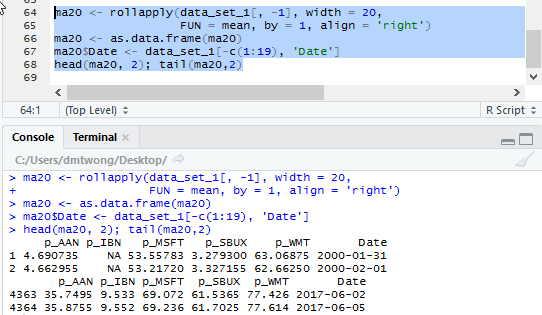 64 ma20 <- rollapply(data_set_1[, -1], width = 20,
65 FUN = mean, by = 1, align = 'right')
66 ma20 <- as.data.frame(ma20)
67 ma20$Date <- data_set_1[-c(1:19), 'Date']
68 head(ma20, 2); tail(ma20,2)
69
64:1 (Top Level) R Script
Console Terminal
C:/Users/dmtwong/Desktop/
> ma20 <- rollapply(data_set_1[, -1], width = 20,
+ FUN = mean, by = 1, align = 'right')
> ma20 <- as.data.frame(ma20)
> ma20$Date <- data_set_1[-c(1:19), 'Date']
> head(ma20, 2); tail(ma20,2)
p_AAN p_IBN p_MSFT p_SBUX p_WMT Date
1 4.690735 NA 53.55783 3.279300 63.06875 2000-01-31
2 4.662955 NA 53.21720 3.327155 62.66250 2000-02-01
p_AAN p_IBN p_MSFT p_SBUX p_WMT Date
4363 35.7495 9.533 69.072 61.5365 77.426 2017-06-02
4364 35.8755 9.552 69.236 61.7025 77.614 2017-06-05